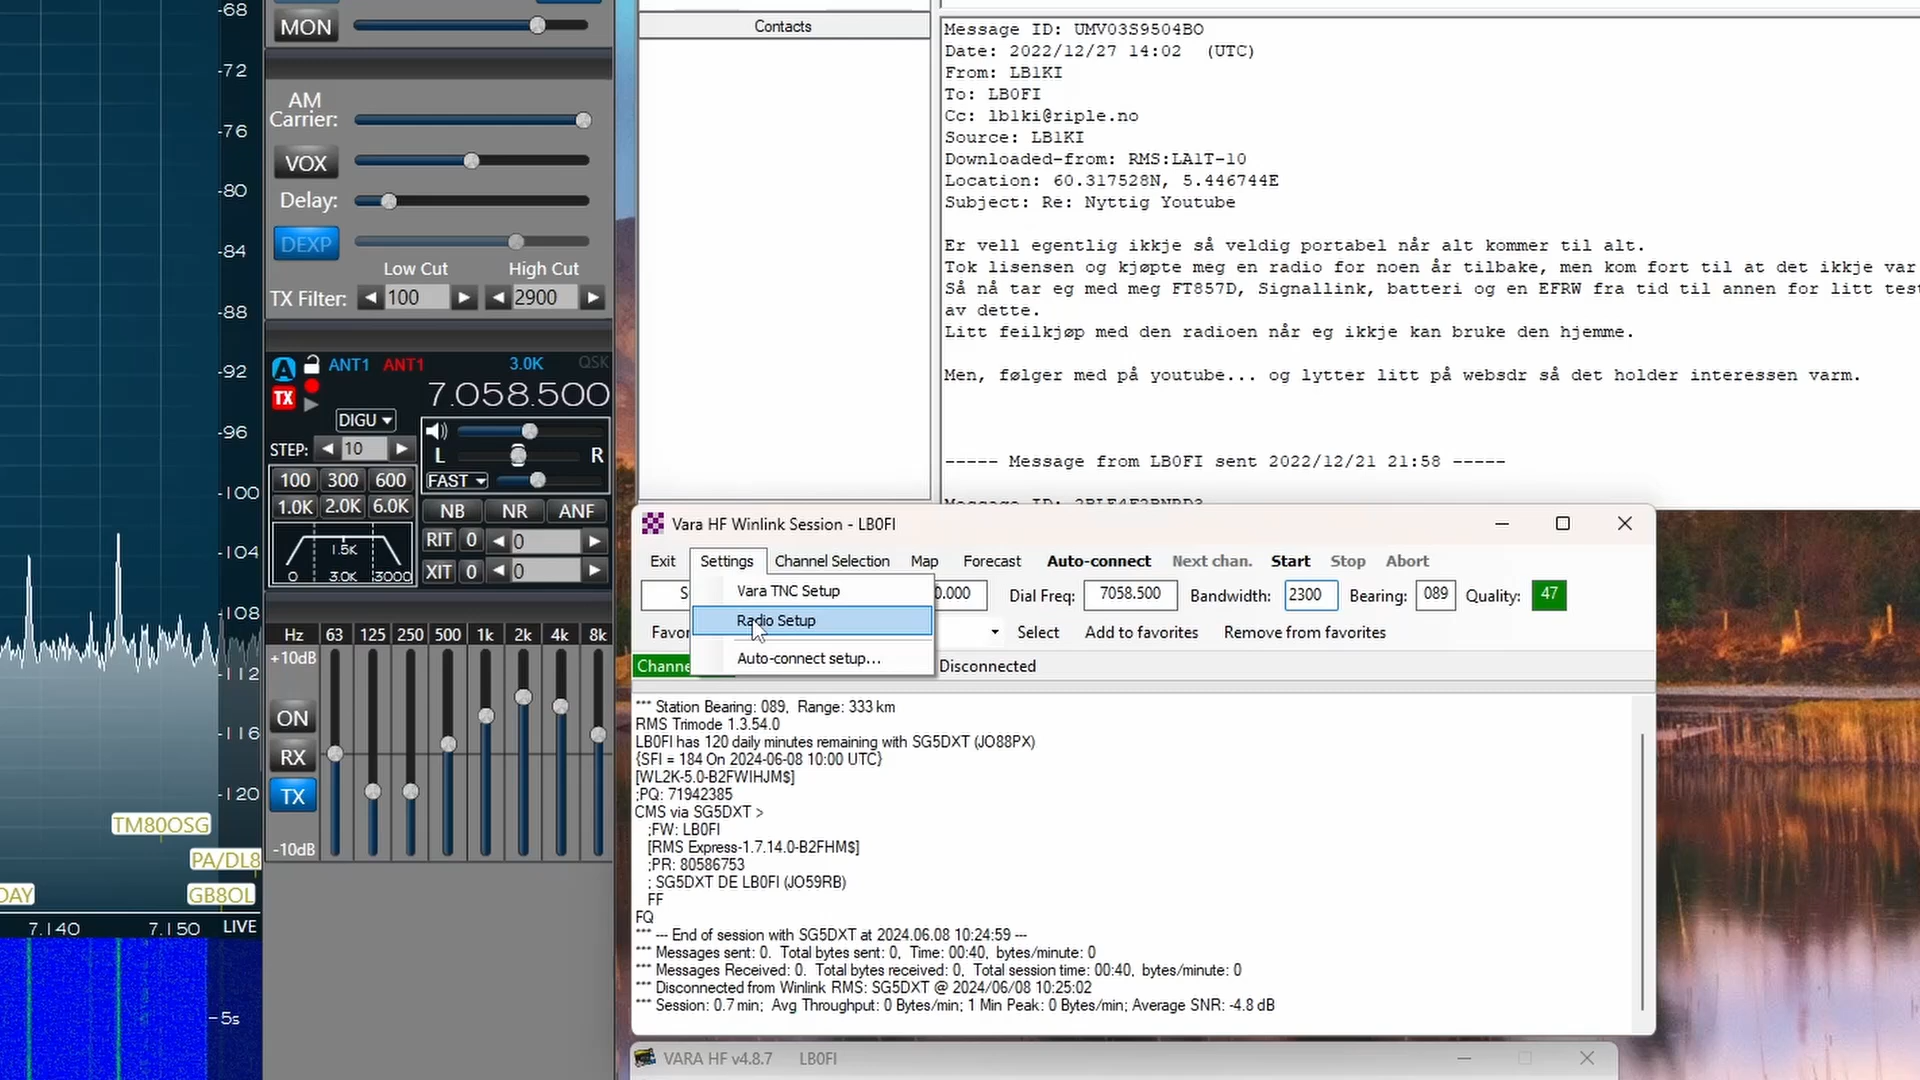 -68
-72
-76
-80
-84
-88
-92
-96
-100
-104
-108
-112
-116
-120
TM80OSG
PA/DL8
DAY
GB8OL
7.140
7.150
LIVE
-5s
MON
AM
Carrier:
VOX
Delay:
DEXP
Low Cut High Cut
TX Filter: 100 2900
A ANT1 ANT1 3.0K QSK
TX 7.058.500
DIGU
STEP: 10
L R
FAST
100 300 600
1.0K 2.0K 6.0K
NB NR ANF
1.5K
0 3.0K 3000
RIT 0 0
XIT 0 0
Hz 63 125 250 500 1k 2k 4k 8k
+10dB
ON
RX
TX
-10dB
Contacts
Message ID: UMV03S9504BO
Date: 2022/12/27 14:02 (UTC)
From: LB1KI
To: LB0FI
Cc: lb1ki@riple.no
Source: LB1KI
Downloaded-from: RMS:LA1T-10
Location: 60.317528N, 5.446744E
Subject: Re: Nyttig Youtube
Er vell egentlig ikkje så veldig portabel når alt kommer til alt.
Tok lisensen og kjøpte meg en radio for noen år tilbake, men kom fort til at det ikkje var
Så nå tar eg med meg FT857D, Signallink, batteri og en EFRW fra tid til annen for litt test
av dette.
Litt feilkjøp med den radioen når eg ikkje kan bruke den hjemme.
Men, følger med på youtube... og lytter litt på websdr så det holder interessen varm.
----- Message from LB0FI sent 2022/12/21 21:58 -----
Message ID:
Vara HF Winlink Session - LB0FI
Exit Settings Channel Selection Map Forecast Auto-connect Next chan. Start Stop Abort
S 0.000 Dial Freq: 7058.500 Bandwidth: 2300 Bearing: 089 Quality: 47
Vara TNC Setup
Radio Setup
Auto-connect setup...
Favor Select Add to favorites Remove from favorites
Channe Disconnected
*** Station Bearing: 089, Range: 333 km
RMS Trimode 1.3.54.0
LB0FI has 120 daily minutes remaining with SG5DXT (JO88PX)
{SFI = 184 On 2024-06-08 10:00 UTC}
[WL2K-5.0-B2FWIHJM$]
;PQ: 71942385
CMS via SG5DXT >
;FW: LB0FI
[RMS Express-1.7.14.0-B2FHM$]
;PR: 80586753
; SG5DXT DE LB0FI (JO59RB)
FF
FQ
*** --- End of session with SG5DXT at 2024.06.08 10:24:59 ---
*** Messages sent: 0. Total bytes sent: 0, Time: 00:40, bytes/minute: 0
*** Messages Received: 0. Total bytes received: 0, Total session time: 00:40, bytes/minute: 0
*** Disconnected from Winlink RMS: SG5DXT @ 2024/06/08 10:25:02
*** Session: 0.7 min; Avg Throughput: 0 Bytes/min; 1 Min Peak: 0 Bytes/min; Average SNR: -4.8 dB
VARA HF v4.8.7 LB0FI